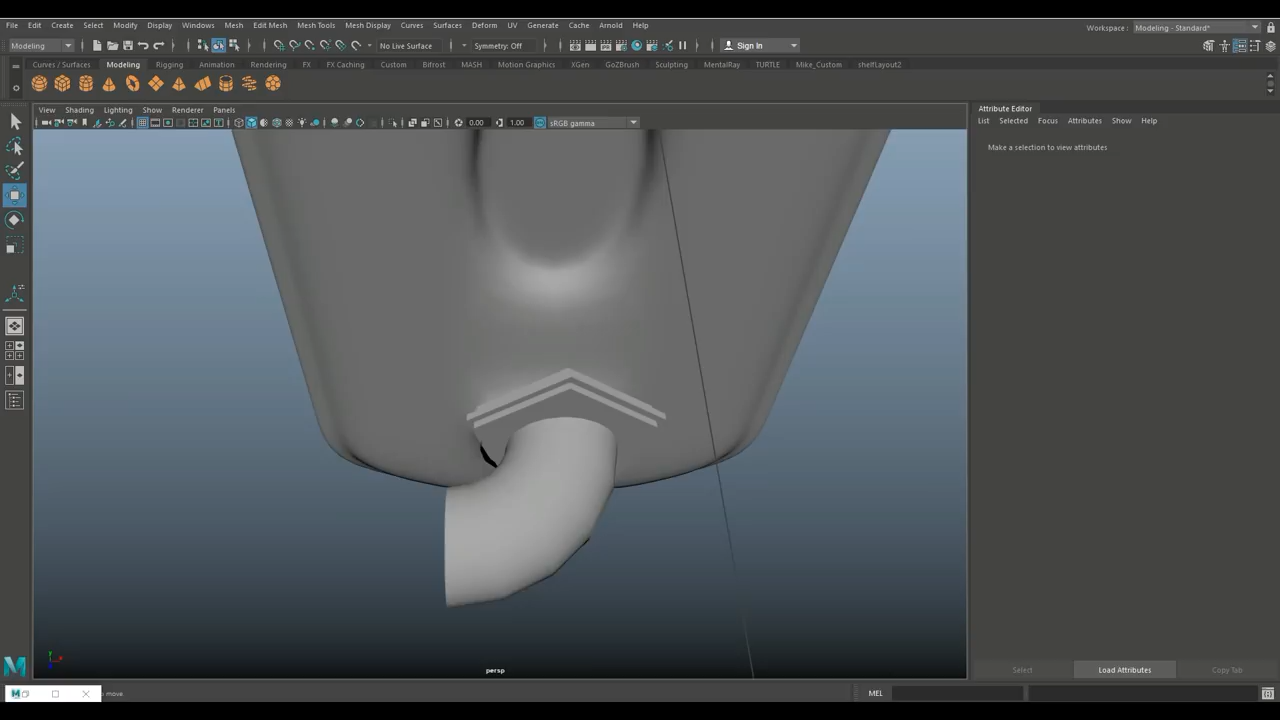 File Edit Create Select Modify Display Windows Mesh Edit Mesh Mesh Tools Mesh Display Curves Surfaces Deform UV Generate Cache Arnold Help
Workspace: Modeling - Standard*
Modeling No Live Surface Symmetry: Off Sign In
Curves / Surfaces Modeling Rigging Animation Rendering FX FX Caching Custom Bifrost MASH Motion Graphics XGen GoZBrush Sculpting MentalRay TURTLE Mike_Custom shelfLayout2
View Shading Lighting Show Renderer Panels
0.00 1.00 sRGB gamma
Attribute Editor
List Selected Focus Attributes Show Help
Make a selection to view attributes
persp
Select Load Attributes Copy Tab
move
MEL